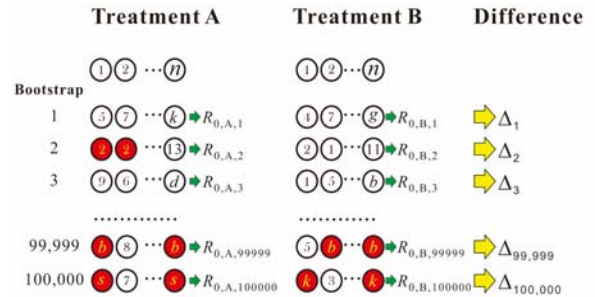 Treatment A Treatment B Difference
1 2 ... n 1 2 ... n
Bootstrap
1 5 7 ... k R0,A,1 4 7 ... g R0,B,1 Δ1
2 2 2 ... 13 R0,A,2 2 1 ... 11 R0,B,2 Δ2
3 9 6 ... d R0,A,3 1 5 ... b R0,B,3 Δ3
............. .............
99,999 b 8 ... b R0,A,99999 5 b ... b R0,B,99999 Δ99,999
100,000 s 7 ... s R0,A,100000 k 3 ... k R0,B,100000 Δ100,000